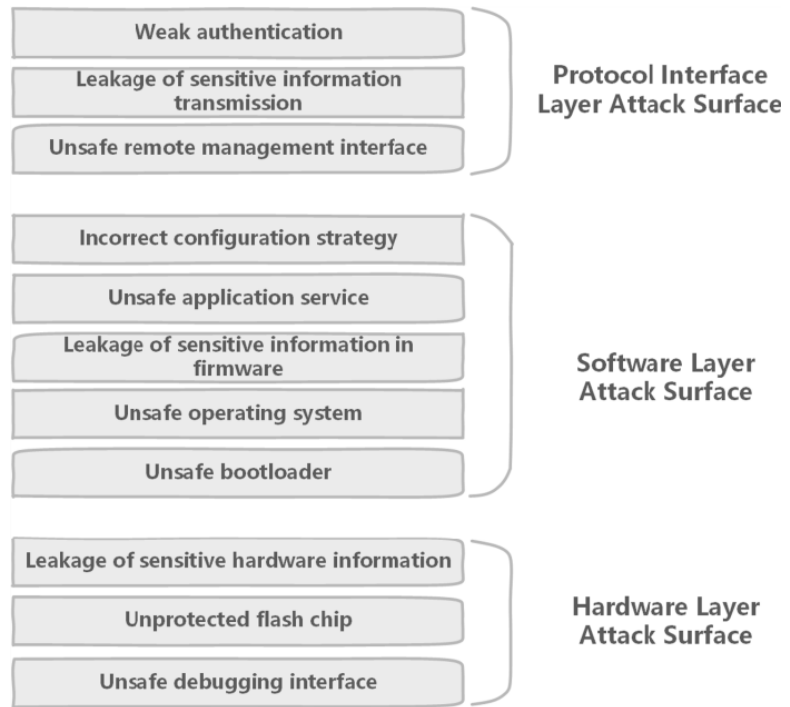 Weak authentication
Leakage of sensitive information
transmission
Unsafe remote management interface
Protocol Interface
Layer Attack Surface
Incorrect configuration strategy
Unsafe application service
Leakage of sensitive information in
firmware
Unsafe operating system
Unsafe bootloader
Software Layer
Attack Surface
Leakage of sensitive hardware information
Unprotected flash chip
Unsafe debugging interface
Hardware Layer
Attack Surface